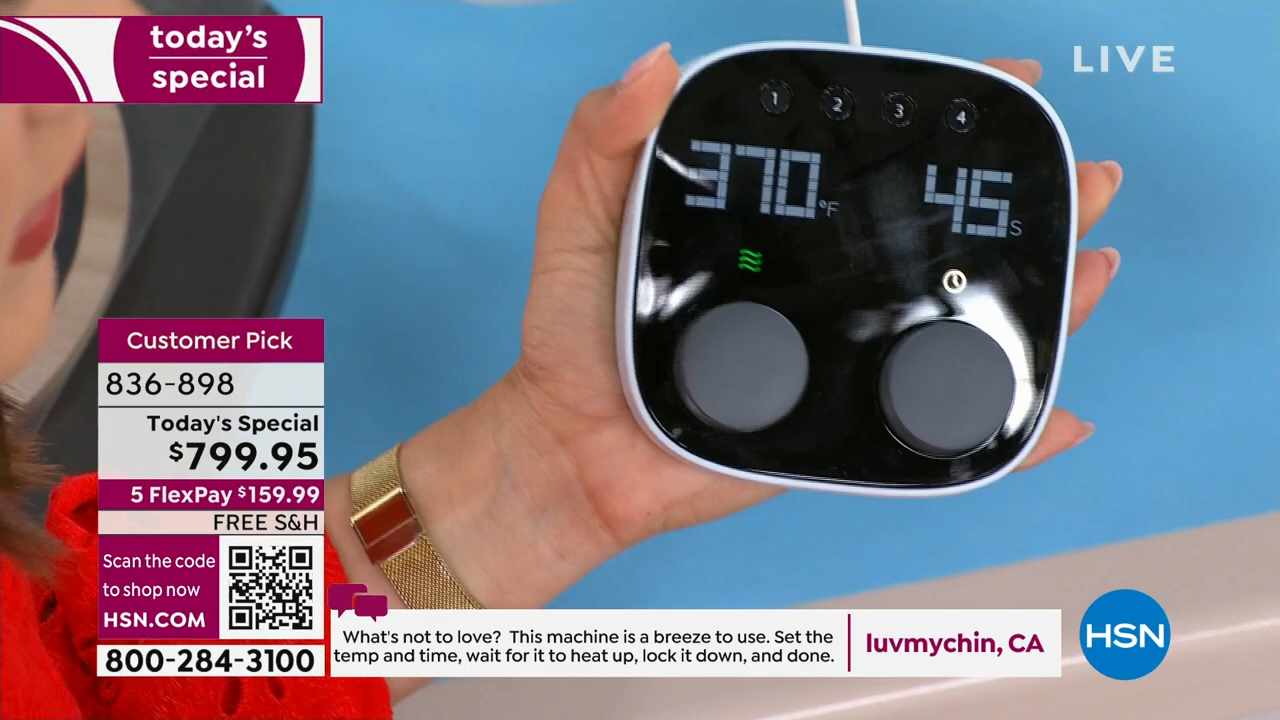 today's
special
LIVE
1 2 3 4
370°F
45 S
Customer Pick
836-898
Today's Special
$799.95
5 FlexPay $159.99
FREE S&H
Scan the code
to shop now
HSN.COM
800-284-3100
What's not to love? This machine is a breeze to use. Set the
temp and time, wait for it to heat up, lock it down, and done.
luvmychin, CA
HSN